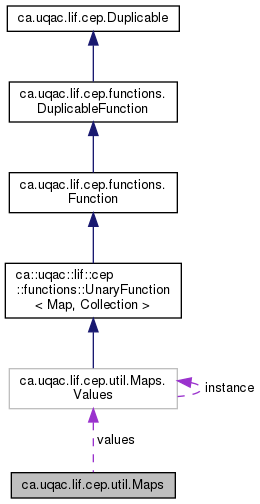 ca.uqac.lif.cep.Duplicable
ca.uqac.lif.cep.functions.
DuplicableFunction
ca.uqac.lif.cep.functions.
Function
ca::uqac::lif::cep
::functions::UnaryFunction
< Map, Collection >
ca.uqac.lif.cep.util.Maps.
Values
instance
values
ca.uqac.lif.cep.util.Maps